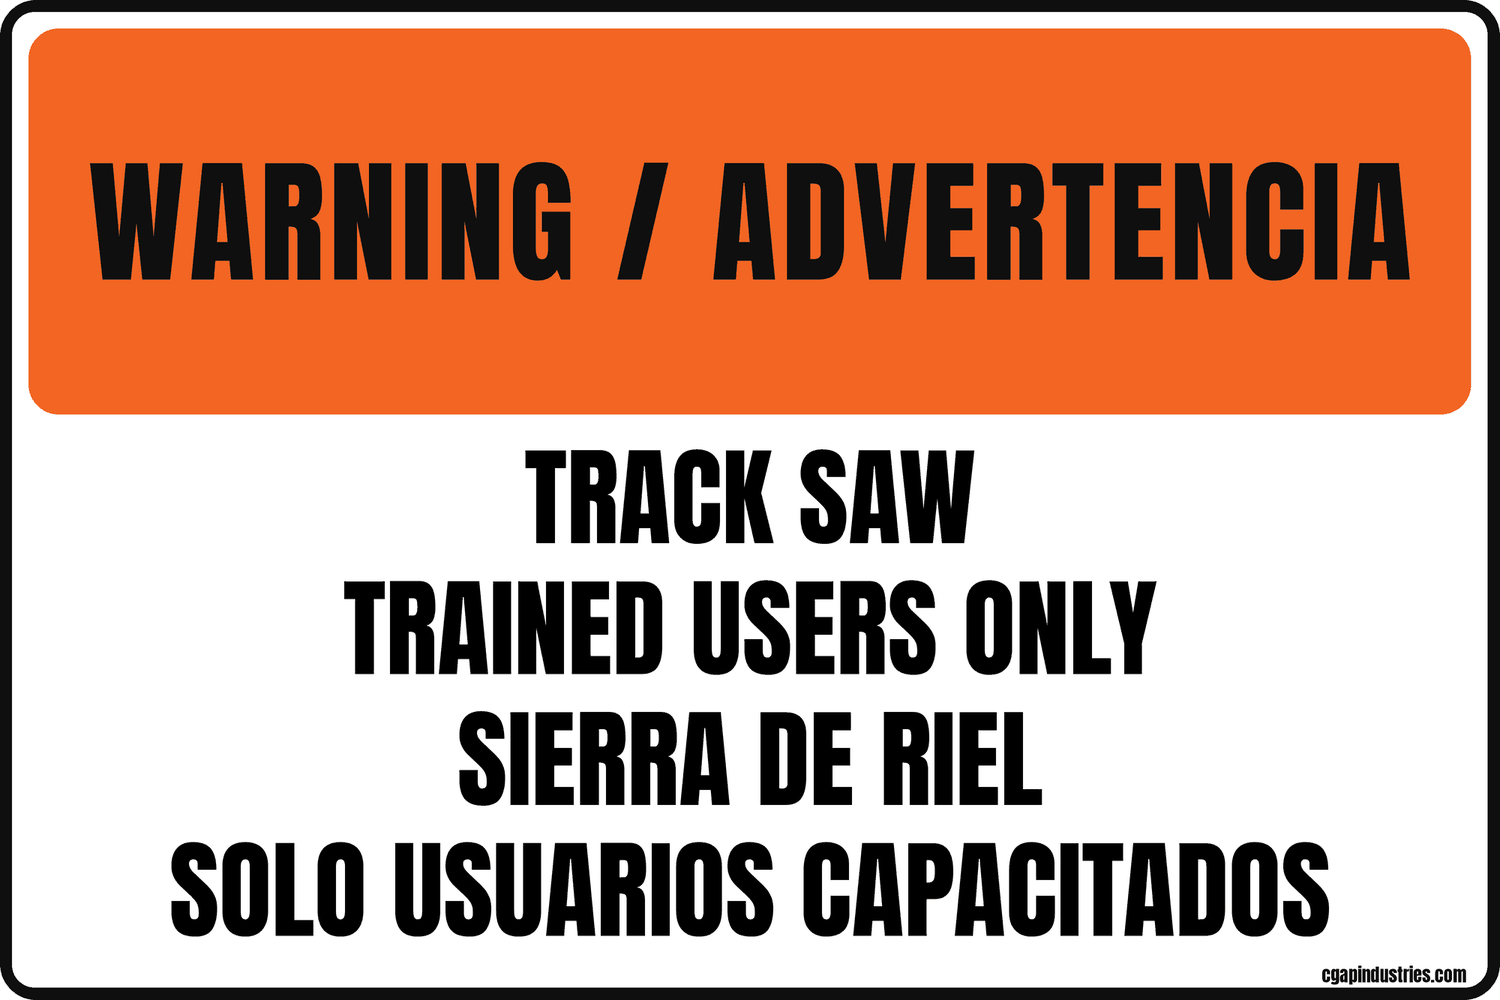 WARNING / ADVERTENCIA
TRACK SAW
TRAINED USERS ONLY
SIERRA DE RIEL
SOLO USUARIOS CAPACITADOS
cgapindustries.com